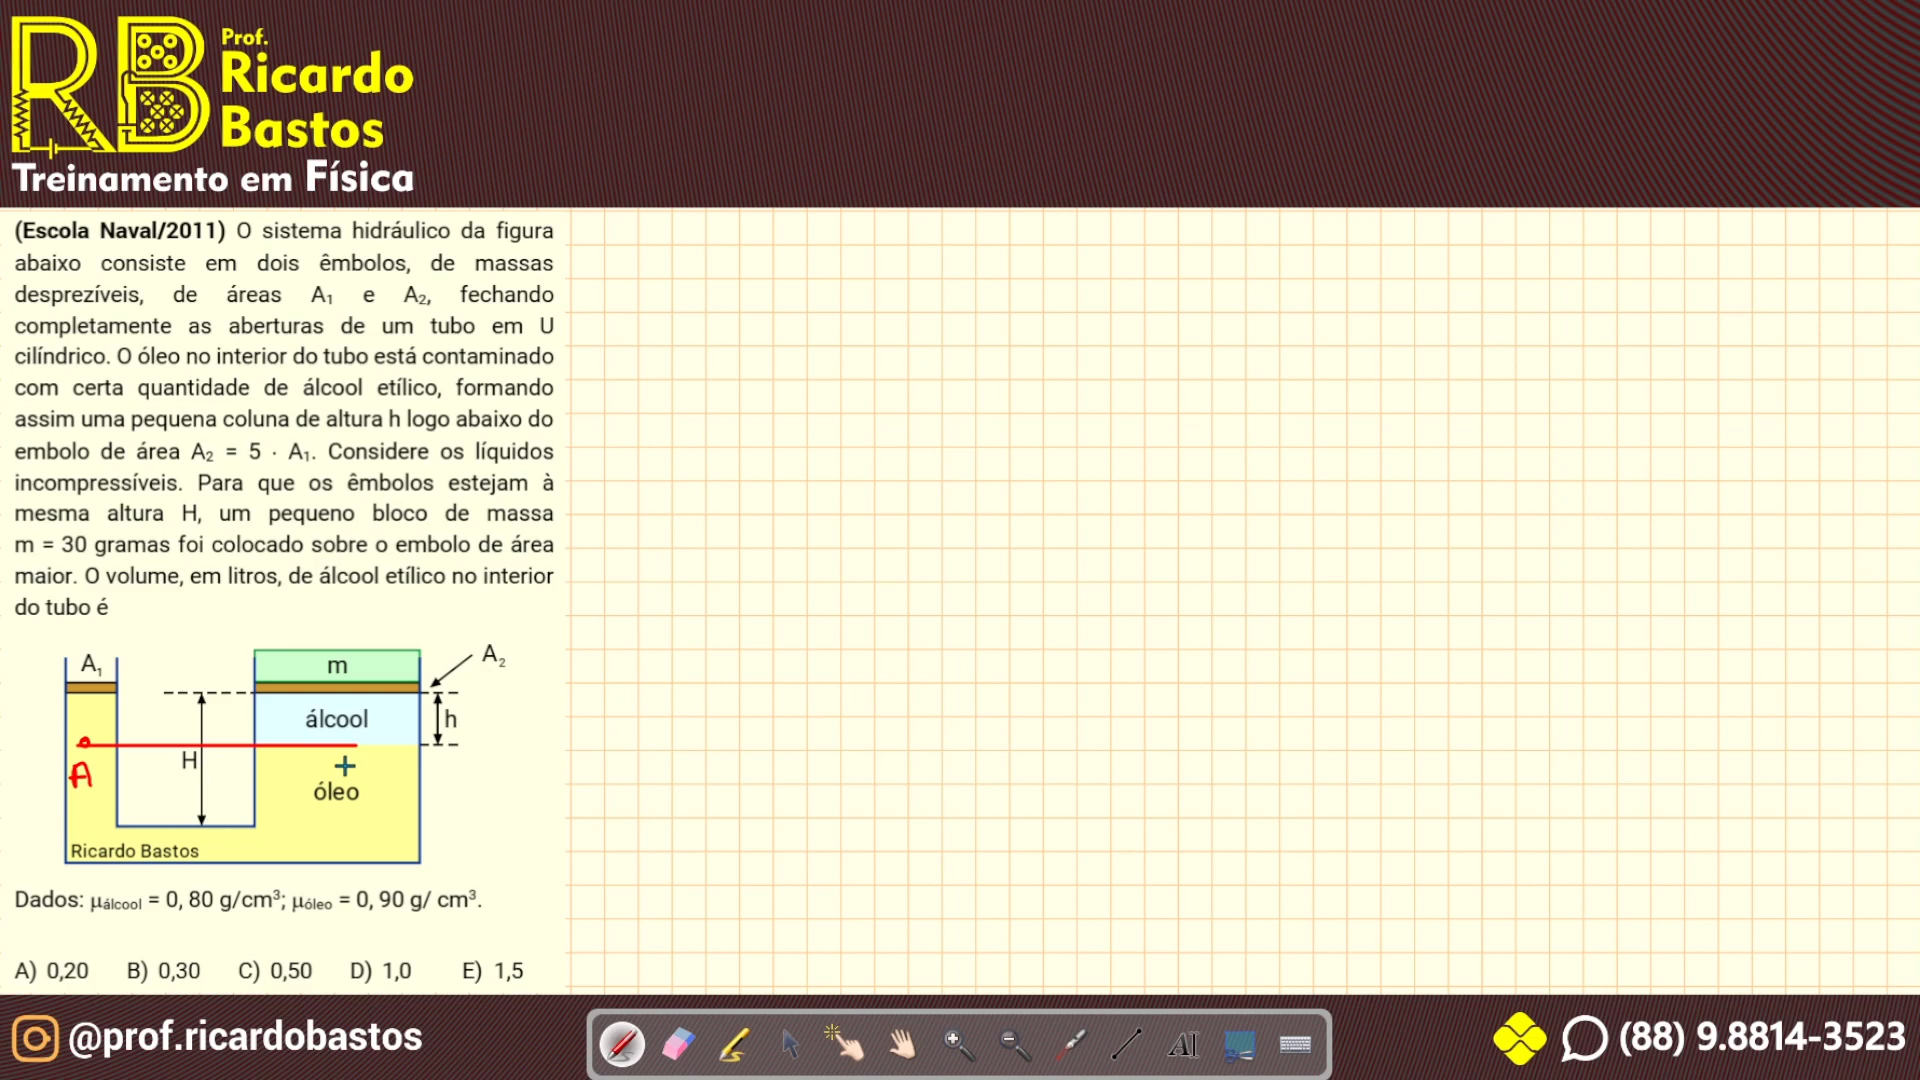 RB
Prof.
Ricardo
Bastos
Treinamento em Física
(Escola Naval/2011) O sistema hidráulico da figura
abaixo consiste em dois êmbolos, de massas
desprezíveis, de áreas A₁ e A₂, fechando
completamente as aberturas de um tubo em U
cilíndrico. O óleo no interior do tubo está contaminado
com certa quantidade de álcool etílico, formando
assim uma pequena coluna de altura h logo abaixo do
embolo de área A₂ = 5 · A₁. Considere os líquidos
incompressíveis. Para que os êmbolos estejam à
mesma altura H, um pequeno bloco de massa
m = 30 gramas foi colocado sobre o embolo de área
maior. O volume, em litros, de álcool etílico no interior
do tubo é
A₁
m
A₂
álcool
h
H
A
óleo
Ricardo Bastos
Dados: μálcool = 0, 80 g/cm³; μóleo = 0, 90 g/ cm³.
A) 0,20 B) 0,30 C) 0,50 D) 1,0 E) 1,5
@prof.ricardobastos
AI
(88) 9.8814-3523